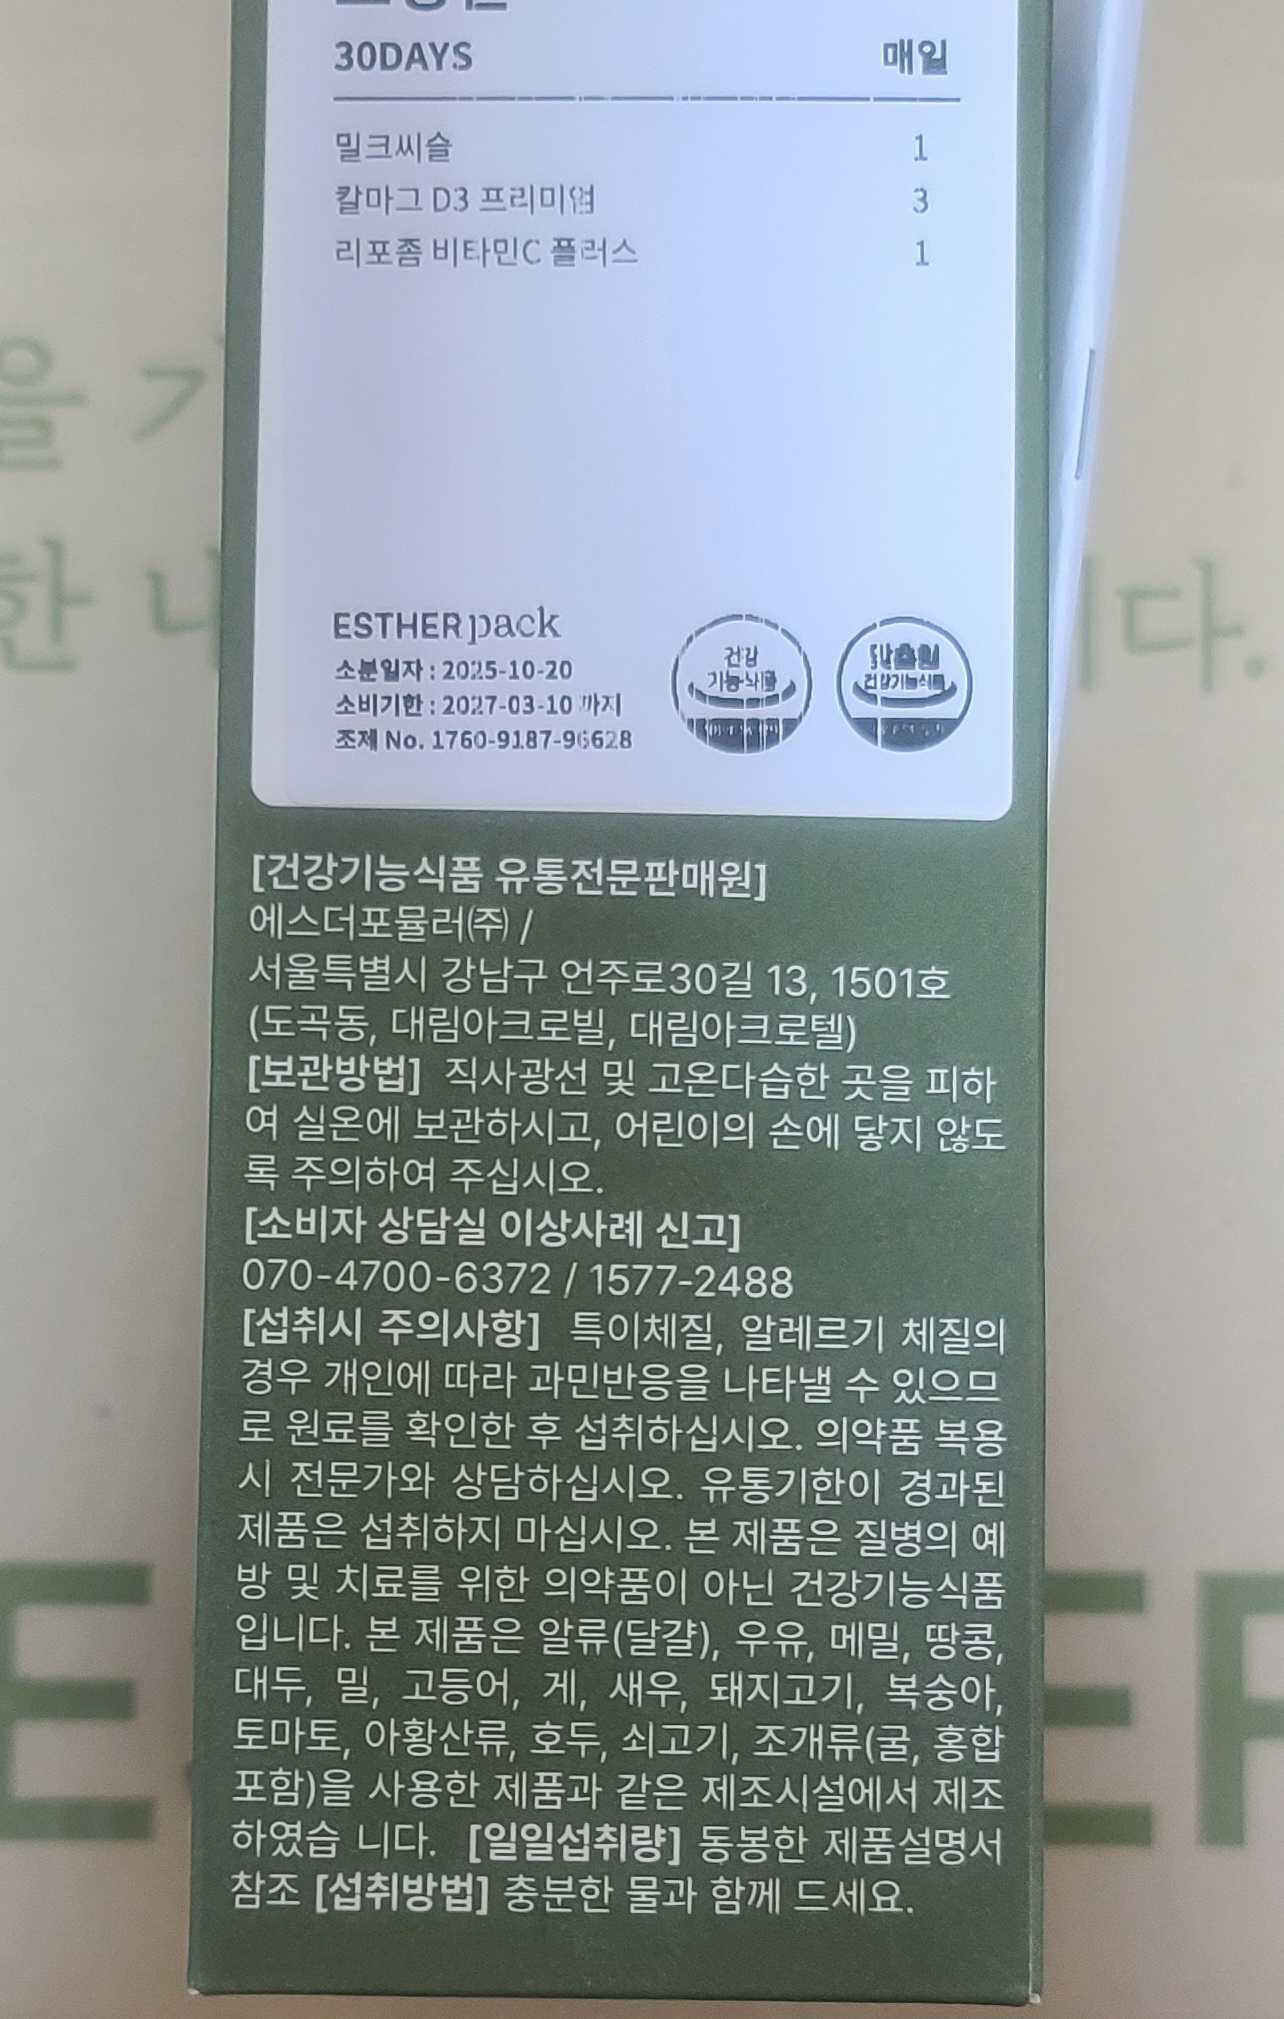 30DAYS 매일
밀크씨슬 1
칼마그 D3 프리미엄 3
리포좀 비타민C 플러스 1
ESTHER pack
소분일자 : 2025-10-20
소비기한 : 2027-03-10 까지
조제 No. 1760-9187-96628
건강
기능식품
맞춤형
건강기능식품
[건강기능식품 유통전문판매원]
에스더포뮬러㈜ /
서울특별시 강남구 언주로30길 13, 1501호
(도곡동, 대림아크로빌, 대림아크로텔)
[보관방법] 직사광선 및 고온다습한 곳을 피하
여 실온에 보관하시고, 어린이의 손에 닿지 않도
록 주의하여 주십시오.
[소비자 상담실 이상사례 신고]
070-4700-6372 / 1577-2488
[섭취시 주의사항] 특이체질, 알레르기 체질의
경우 개인에 따라 과민반응을 나타낼 수 있으므
로 원료를 확인한 후 섭취하십시오. 의약품 복용
시 전문가와 상담하십시오. 유통기한이 경과된
제품은 섭취하지 마십시오. 본 제품은 질병의 예
방 및 치료를 위한 의약품이 아닌 건강기능식품
입니다. 본 제품은 알류(달걀), 우유, 메밀, 땅콩,
대두, 밀, 고등어, 게, 새우, 돼지고기, 복숭아,
토마토, 아황산류, 호두, 쇠고기, 조개류(굴, 홍합
포함)을 사용한 제품과 같은 제조시설에서 제조
하였습 니다. [일일섭취량] 동봉한 제품설명서
참조 [섭취방법] 충분한 물과 함께 드세요.